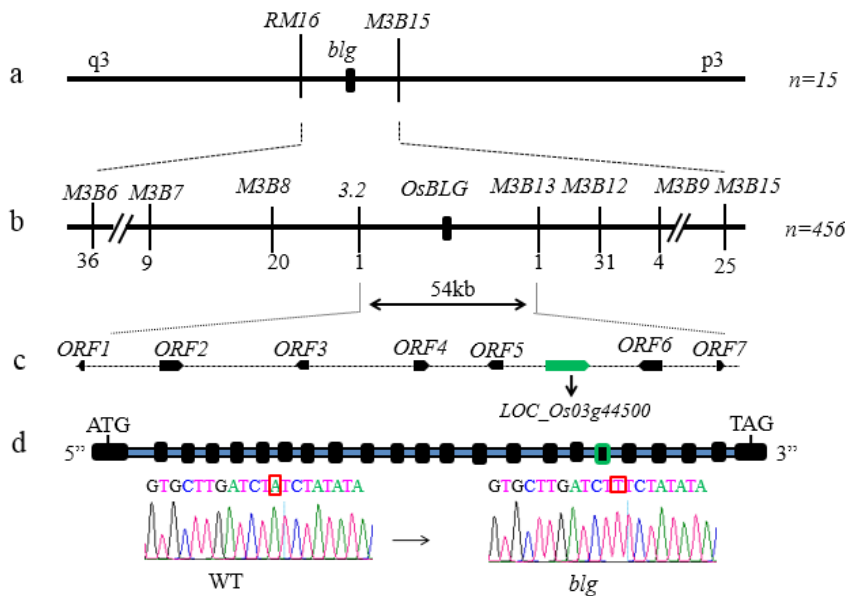 RM16 M3B15
blg
a q3 p3 n=15
M3B6 M3B7 M3B8 3.2 OsBLG M3B13 M3B12 M3B9 M3B15
b n=456
36 9 20 1 1 31 4 25
54kb
ORF1 ORF2 ORF3 ORF4 ORF5 ORF6 ORF7
c
LOC_Os03g44500
d ATG TAG
5” 3”
GTGCTTGATCTATCTATATA GTGCTTGATCTTTCTATATA
WT blg